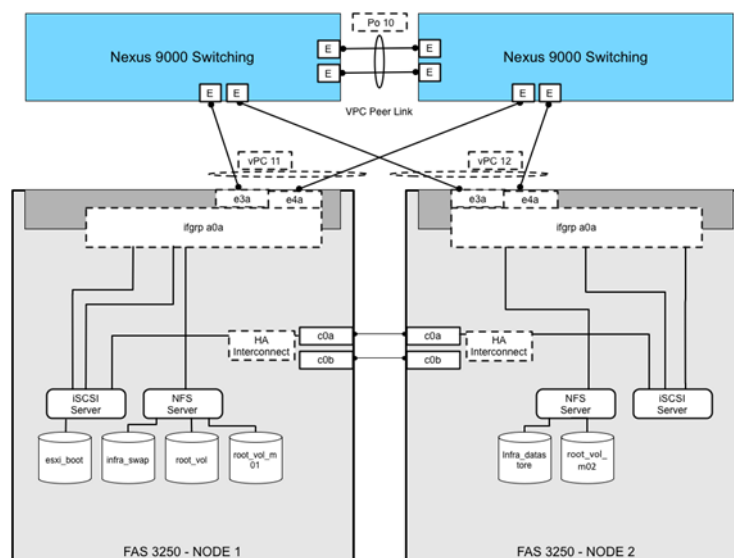 Po 10
Nexus 9000 Switching
E
E
E
E
Nexus 9000 Switching
E
E
E
E
VPC Peer Link
vPC 11
vPC 12
e3a
e4a
e3a
e4a
ifgrp a0a
ifgrp a0a
HA
Interconnect
c0a
c0b
c0a
c0b
HA
Interconnect
iSCSI
Server
NFS
Server
NFS
Server
iSCSI
Server
esxi_boot
infra_swap
root_vol
root_vol_m
01
Infra_datas
tore
root_vol_
m02
FAS 3250 - NODE 1
FAS 3250 - NODE 2